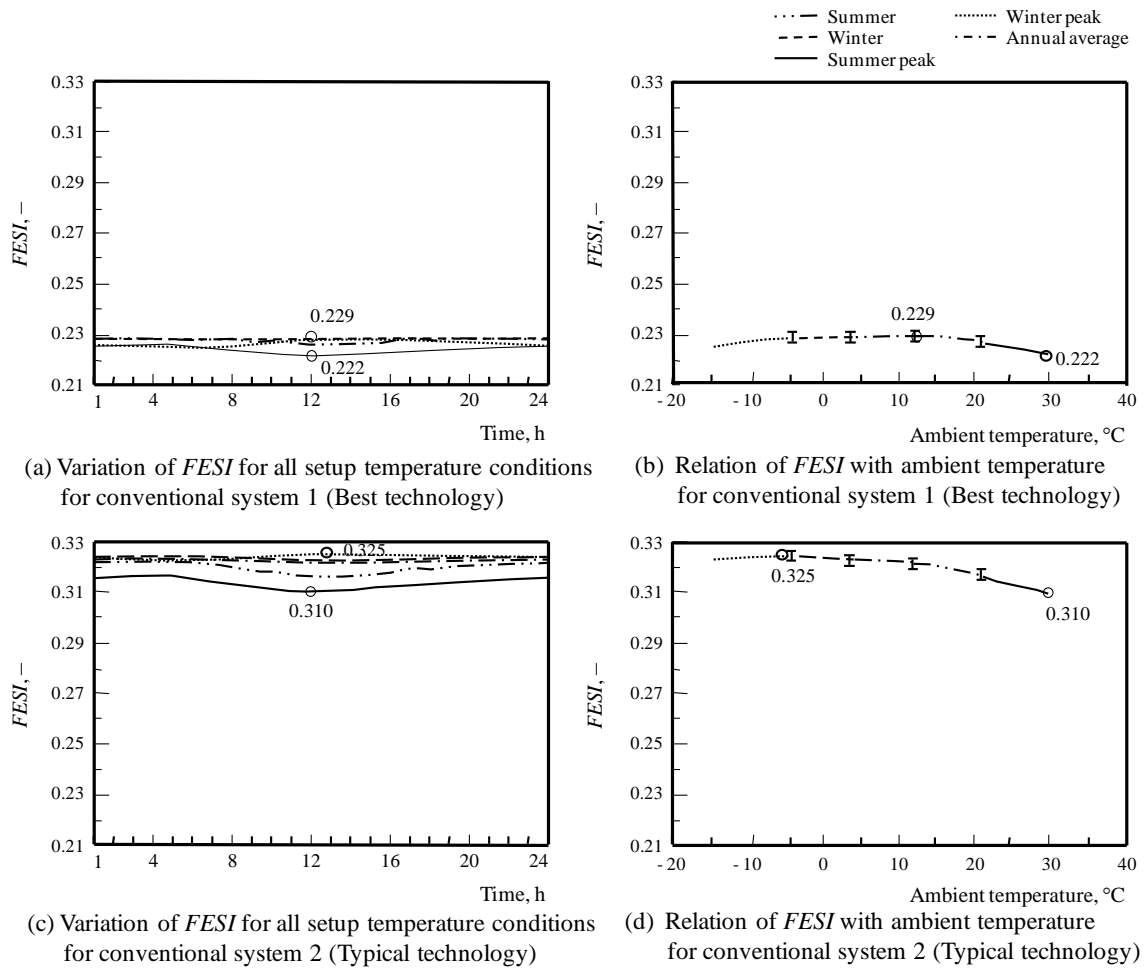 Summer
Winter peak
Winter
Annual average
Summer peak
0.33
0.31
0.29
0.27
0.25
0.23
0.21
FESI, –
0.229
0.222
1 4 8 12 16 20 24
Time, h
(a) Variation of FESI for all setup temperature conditions
for conventional system 1 (Best technology)
0.33
0.31
0.29
0.27
0.25
0.23
0.21
FESI, –
0.229
0.222
- 20 - 10 0 10 20 30 40
Ambient temperature, °C
(b) Relation of FESI with ambient temperature
for conventional system 1 (Best technology)
0.33
0.31
0.29
0.27
0.25
0.23
0.21
FESI, –
0.325
0.310
1 4 8 12 16 20 24
Time, h
(c) Variation of FESI for all setup temperature conditions
for conventional system 2 (Typical technology)
0.33
0.31
0.29
0.27
0.25
0.23
0.21
FESI, –
0.325
0.310
- 20 - 10 0 10 20 30 40
Ambient temperature, °C
(d) Relation of FESI with ambient temperature
for conventional system 2 (Typical technology)